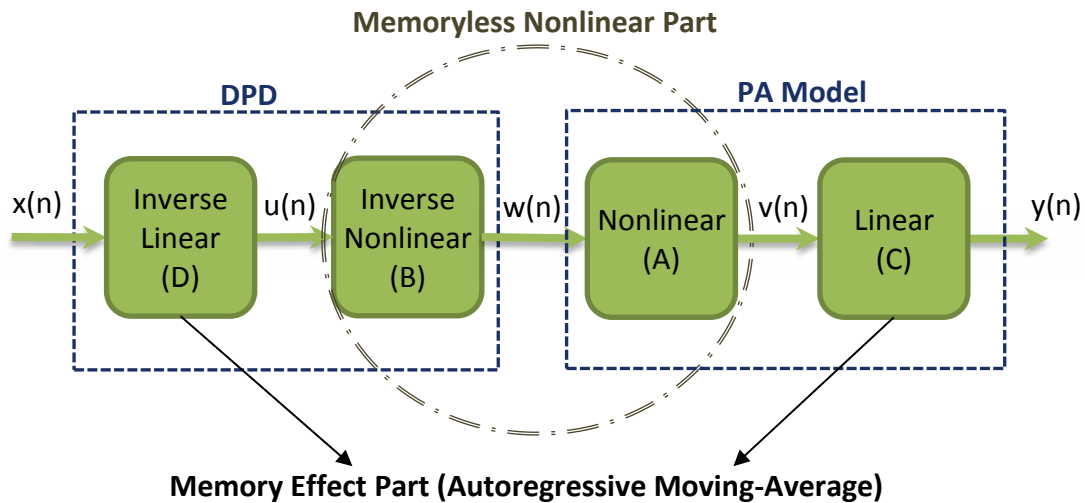 Memoryless Nonlinear Part
DPD
PA Model
x(n)
Inverse
Linear
(D)
u(n)
Inverse
Nonlinear
(B)
w(n)
Nonlinear
(A)
v(n)
Linear
(C)
y(n)
Memory Effect Part (Autoregressive Moving-Average)